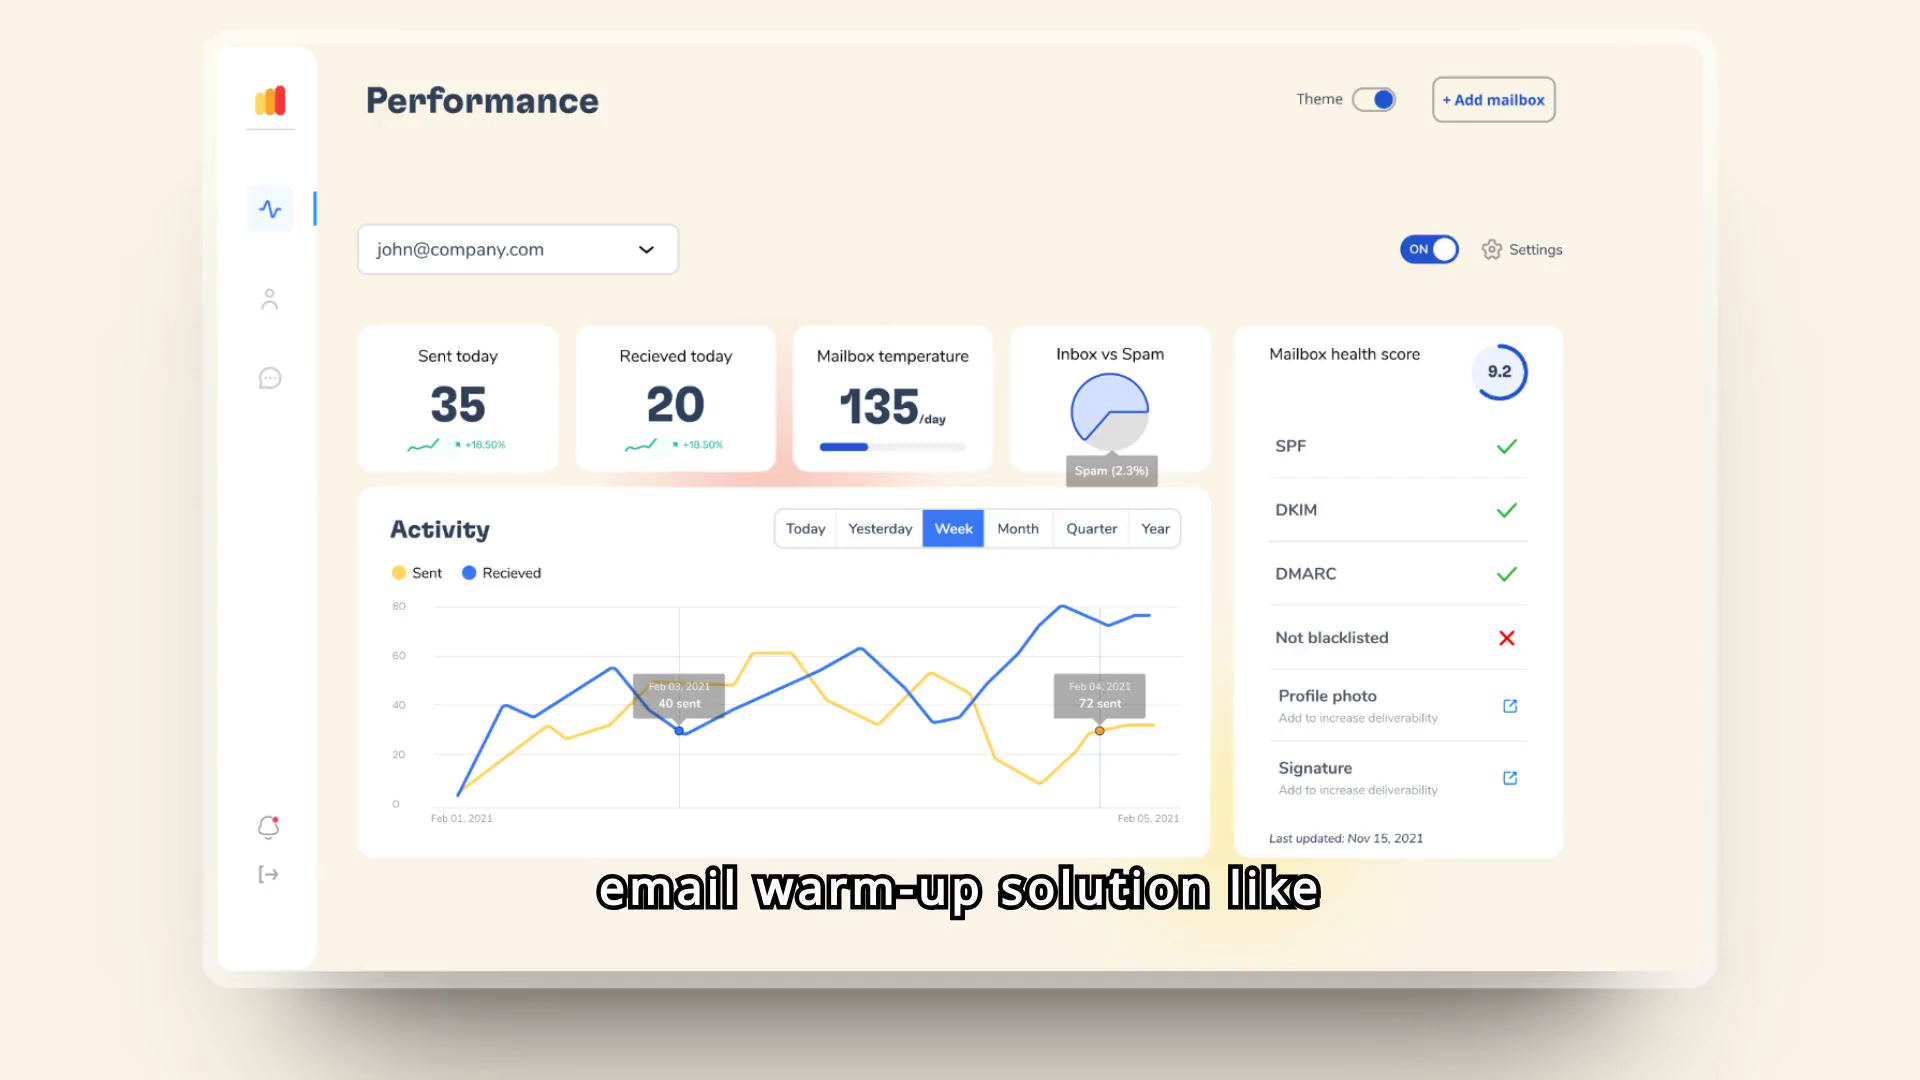 Performance
Theme
+ Add mailbox
john@company.com
ON
Settings
Sent today
35
+18.50%
Recieved today
20
+18.50%
Mailbox temperature
135/day
Inbox vs Spam
Spam (2.3%)
Mailbox health score
9.2
SPF
DKIM
DMARC
Not blacklisted
Profile photo
Add to increase deliverability
Signature
Add to increase deliverability
Last updated: Nov 15, 2021
Activity
Today Yesterday Week Month Quarter Year
Sent Recieved
80
60
40
20
0
Feb 03, 2021
40 sent
Feb 04, 2021
72 sent
Feb 01, 2021
Feb 05, 2021
email warm-up solution like